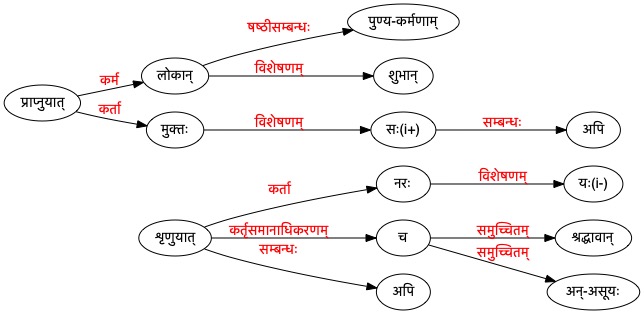 षष्ठीसम्बन्धः
पुण्य-कर्मणाम्
कर्म
लोकान्
विशेषणम्
शुभान्
प्राप्नुयात्
कर्ता
मुक्तः
विशेषणम्
सः(i+)
सम्बन्धः
अपि
कर्ता
नरः
विशेषणम्
यः(i-)
शृणुयात्
कर्तृसमानाधिकरणम्
च
समुच्चितम्
श्रद्धावान्
सम्बन्धः
समुच्चितम्
अपि
अन्-असूयः